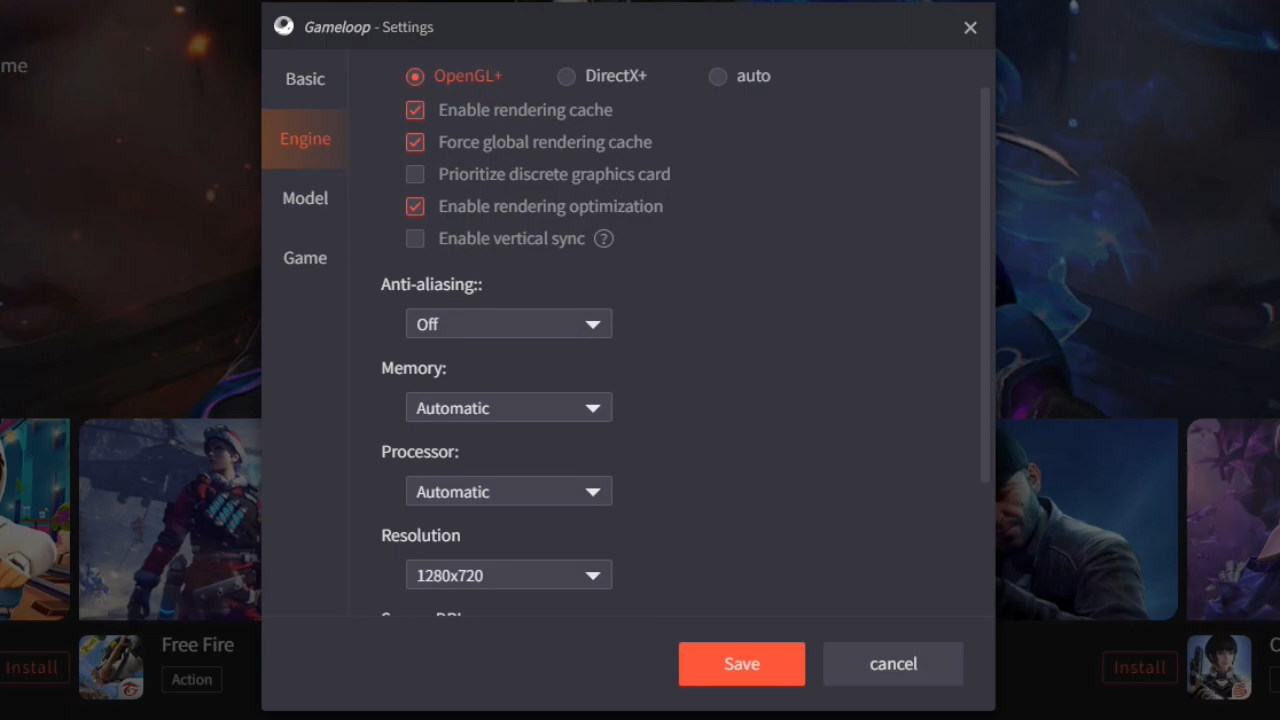 Gameloop - Settings
me
Basic
Engine
Model
Game
OpenGL+ DirectX+ auto
Enable rendering cache
Force global rendering cache
Prioritize discrete graphics card
Enable rendering optimization
Enable vertical sync ?
Anti-aliasing::
Off
Memory:
Automatic
Processor:
Automatic
Resolution
1280x720
Save cancel
Install
Free Fire
Action
Install